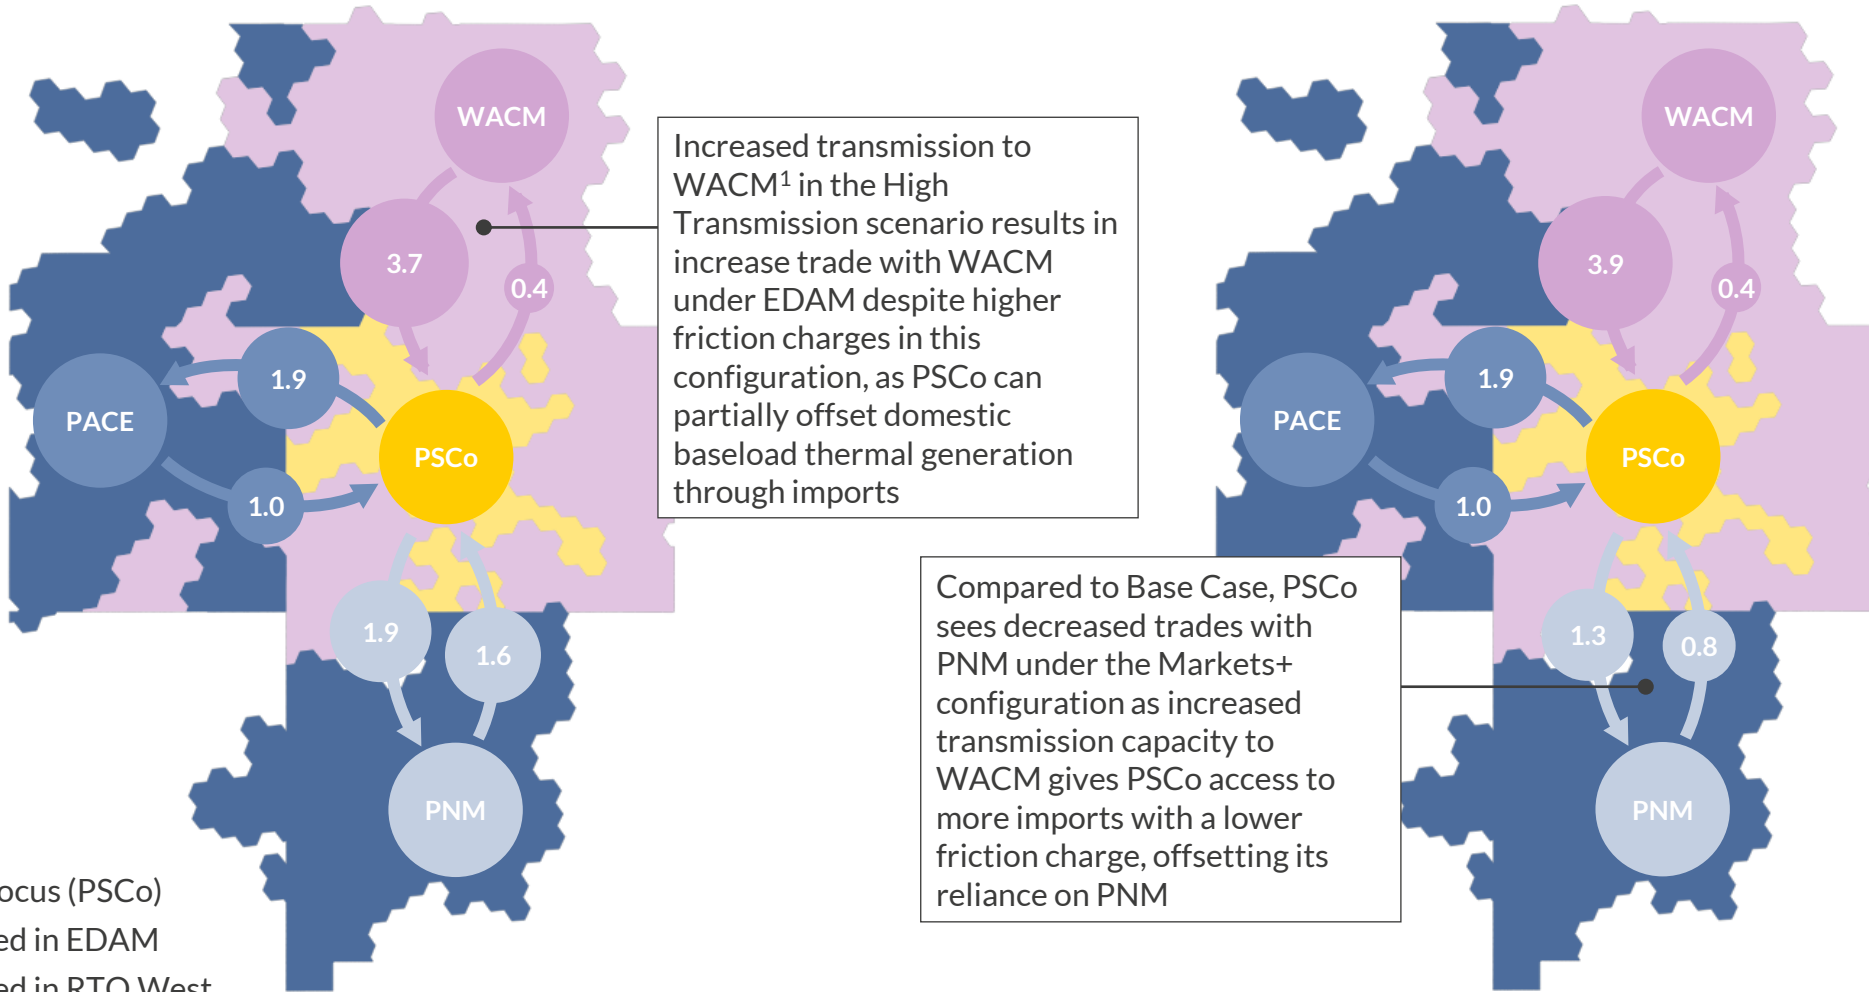 WACM
3.7
0.4
PACE
1.9
PSCo
1.0
1.9
1.6
PNM
Increased transmission to
WACM¹ in the High
Transmission scenario results in
increase trade with WACM
under EDAM despite higher
friction charges in this
configuration, as PSCo can
partially offset domestic
baseload thermal generation
through imports
WACM
3.9
0.4
PACE
1.9
PSCo
1.0
1.3
0.8
PNM
Compared to Base Case, PSCo
sees decreased trades with
PNM under the Markets+
configuration as increased
transmission capacity to
WACM gives PSCo access to
more imports with a lower
friction charge, offsetting its
reliance on PNM
ocus (PSCo)
ed in EDAM
ed in RTO West